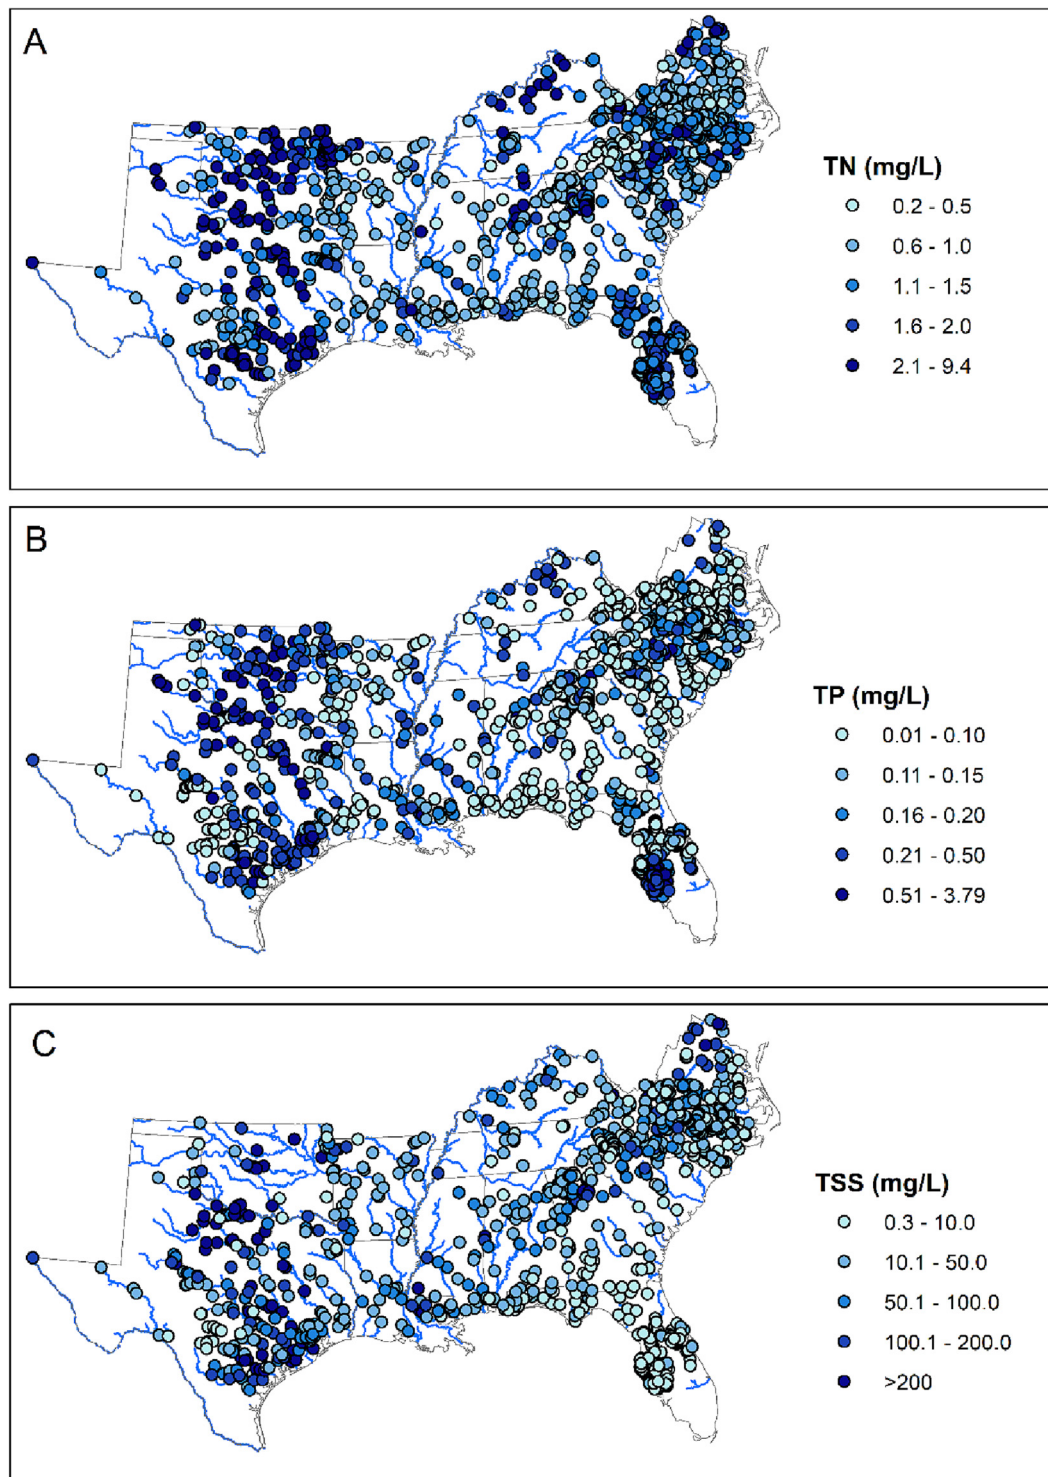 A
TN (mg/L)
0.2 - 0.5
0.6 - 1.0
1.1 - 1.5
1.6 - 2.0
2.1 - 9.4
B
TP (mg/L)
0.01 - 0.10
0.11 - 0.15
0.16 - 0.20
0.21 - 0.50
0.51 - 3.79
C
TSS (mg/L)
0.3 - 10.0
10.1 - 50.0
50.1 - 100.0
100.1 - 200.0
>200